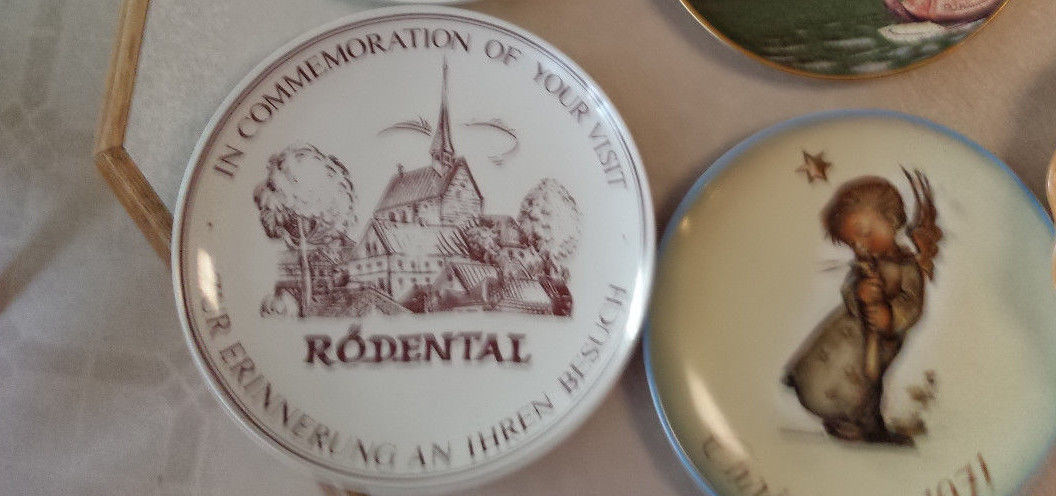 IN COMMEMORATION OF YOUR VISIT
RÖDENTAL
ZUR ERINNERUNG AN IHREN BESUCH